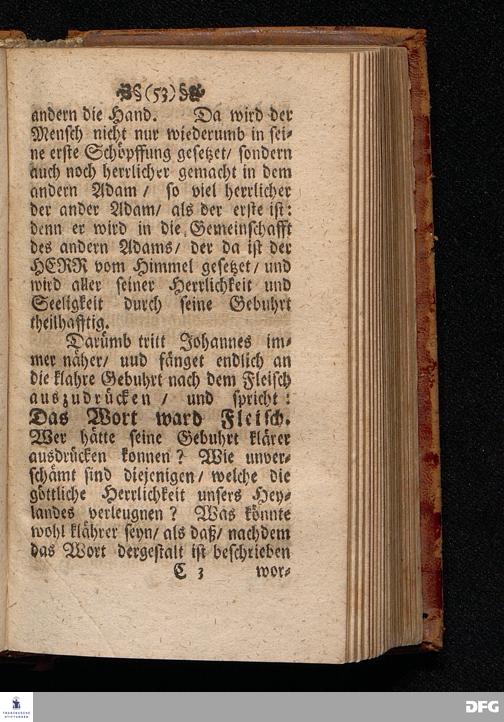 §(53)§
andern die Hand. Da wird der
Mensch nicht nur wiederumb in sei-
ne erste Schöpffung gesetzet/ sondern
auch noch herrlicher gemacht in dem
andern Adam/ so viel herrlicher
der ander Adam/ als der erste ist:
denn er wird in die Gemeinschafft
des andern Adams/ der da ist der
HERR vom Himmel gesetzet/ und
wird aller seiner Herrlichkeit und
Seeligkeit durch seine Gebuhrt
theilhafftig.
Darümb tritt Johannes im-
mer näher/ uud fänget endlich an
die klahre Gebuhrt nach dem Fleisch
auszudrücken/ und spricht:
Das Wort ward Fleisch.
Wer hätte seine Gebuhrt klärer
ausdrücken konnen? Wie unver-
schämt sind diejenigen/ welche die
göttliche Herrlichkeit unsers Hey-
landes verleugnen? Was könnte
wohl klährer seyn/ als daß/ nachdem
das Wort dergestalt ist beschrieben
C 3 wor-
FRANCKESCHE
STIFTUNGEN
DFG